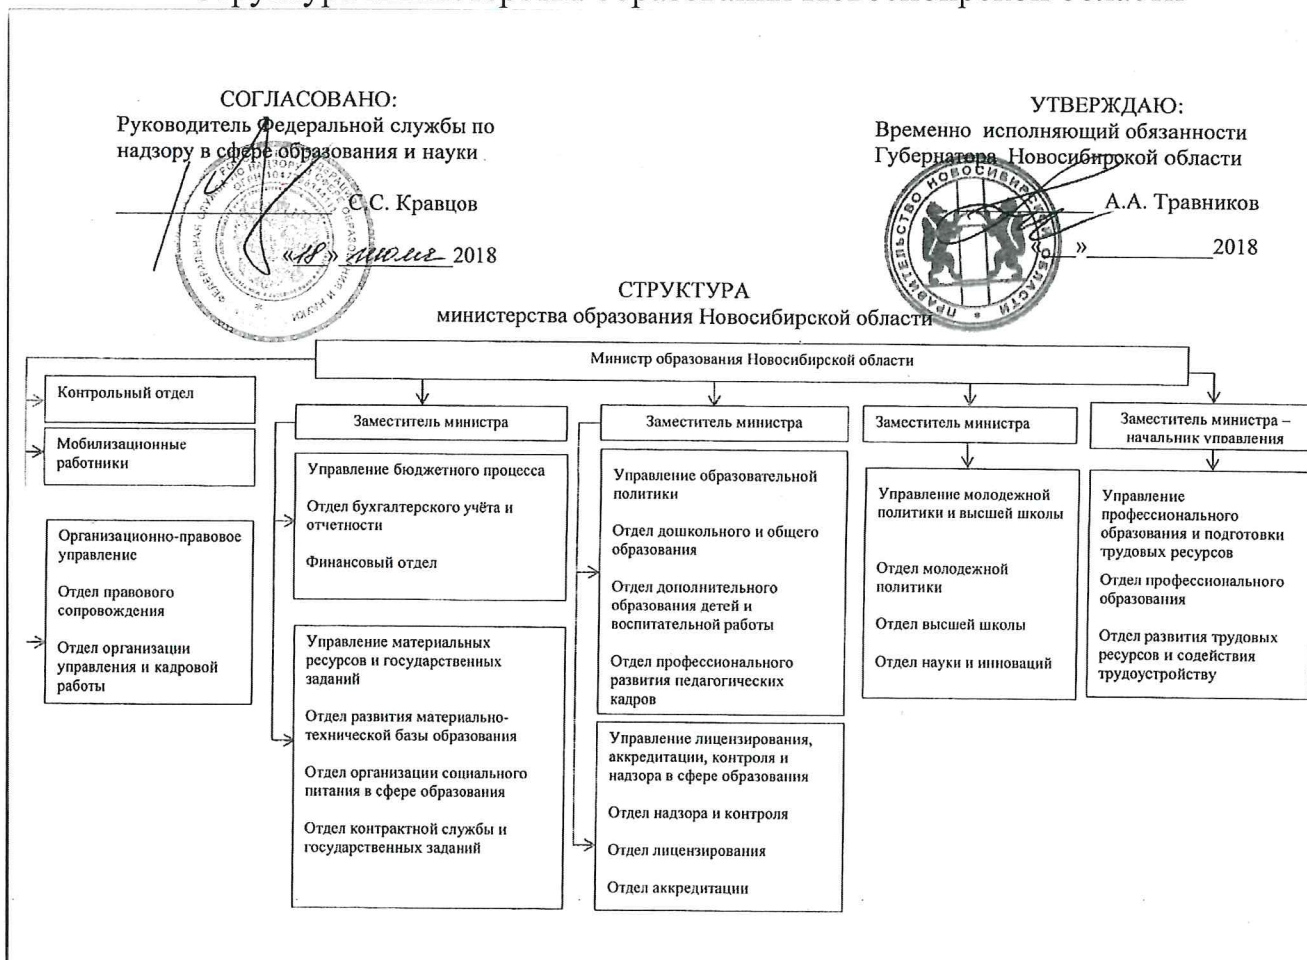 СОГЛАСОВАНО:
Руководитель Федеральной службы по
надзору в сфере образования и науки
С.С. Кравцов
«18» июля 2018
УТВЕРЖДАЮ:
Временно исполняющий обязанности
Губернатора Новосибирской области
А.А. Травников
«___»____________2018
ПРАВИТЕЛЬСТВО НОВОСИБИРСКОЙ ОБЛАСТИ
СТРУКТУРА
министерства образования Новосибирской области
Министр образования Новосибирской области
Контрольный отдел
Мобилизационные
работники
Организационно-правовое
управление
Отдел правового
сопровождения
Отдел организации
управления и кадровой
работы
Заместитель министра
Управление бюджетного процесса
Отдел бухгалтерского учёта и
отчетности
Финансовый отдел
Управление материальных
ресурсов и государственных
заданий
Отдел развития материально-
технической базы образования
Отдел организации социального
питания в сфере образования
Отдел контрактной службы и
государственных заданий
Заместитель министра
Управление образовательной
политики
Отдел дошкольного и общего
образования
Отдел дополнительного
образования детей и
воспитательной работы
Отдел профессионального
развития педагогических
кадров
Управление лицензирования,
аккредитации, контроля и
надзора в сфере образования
Отдел надзора и контроля
Отдел лицензирования
Отдел аккредитации
Заместитель министра
Управление молодежной
политики и высшей школы
Отдел молодежной
политики
Отдел высшей школы
Отдел науки и инноваций
Заместитель министра –
начальник управления
Управление
профессионального
образования и подготовки
трудовых ресурсов
Отдел профессионального
образования
Отдел развития трудовых
ресурсов и содействия
трудоустройству